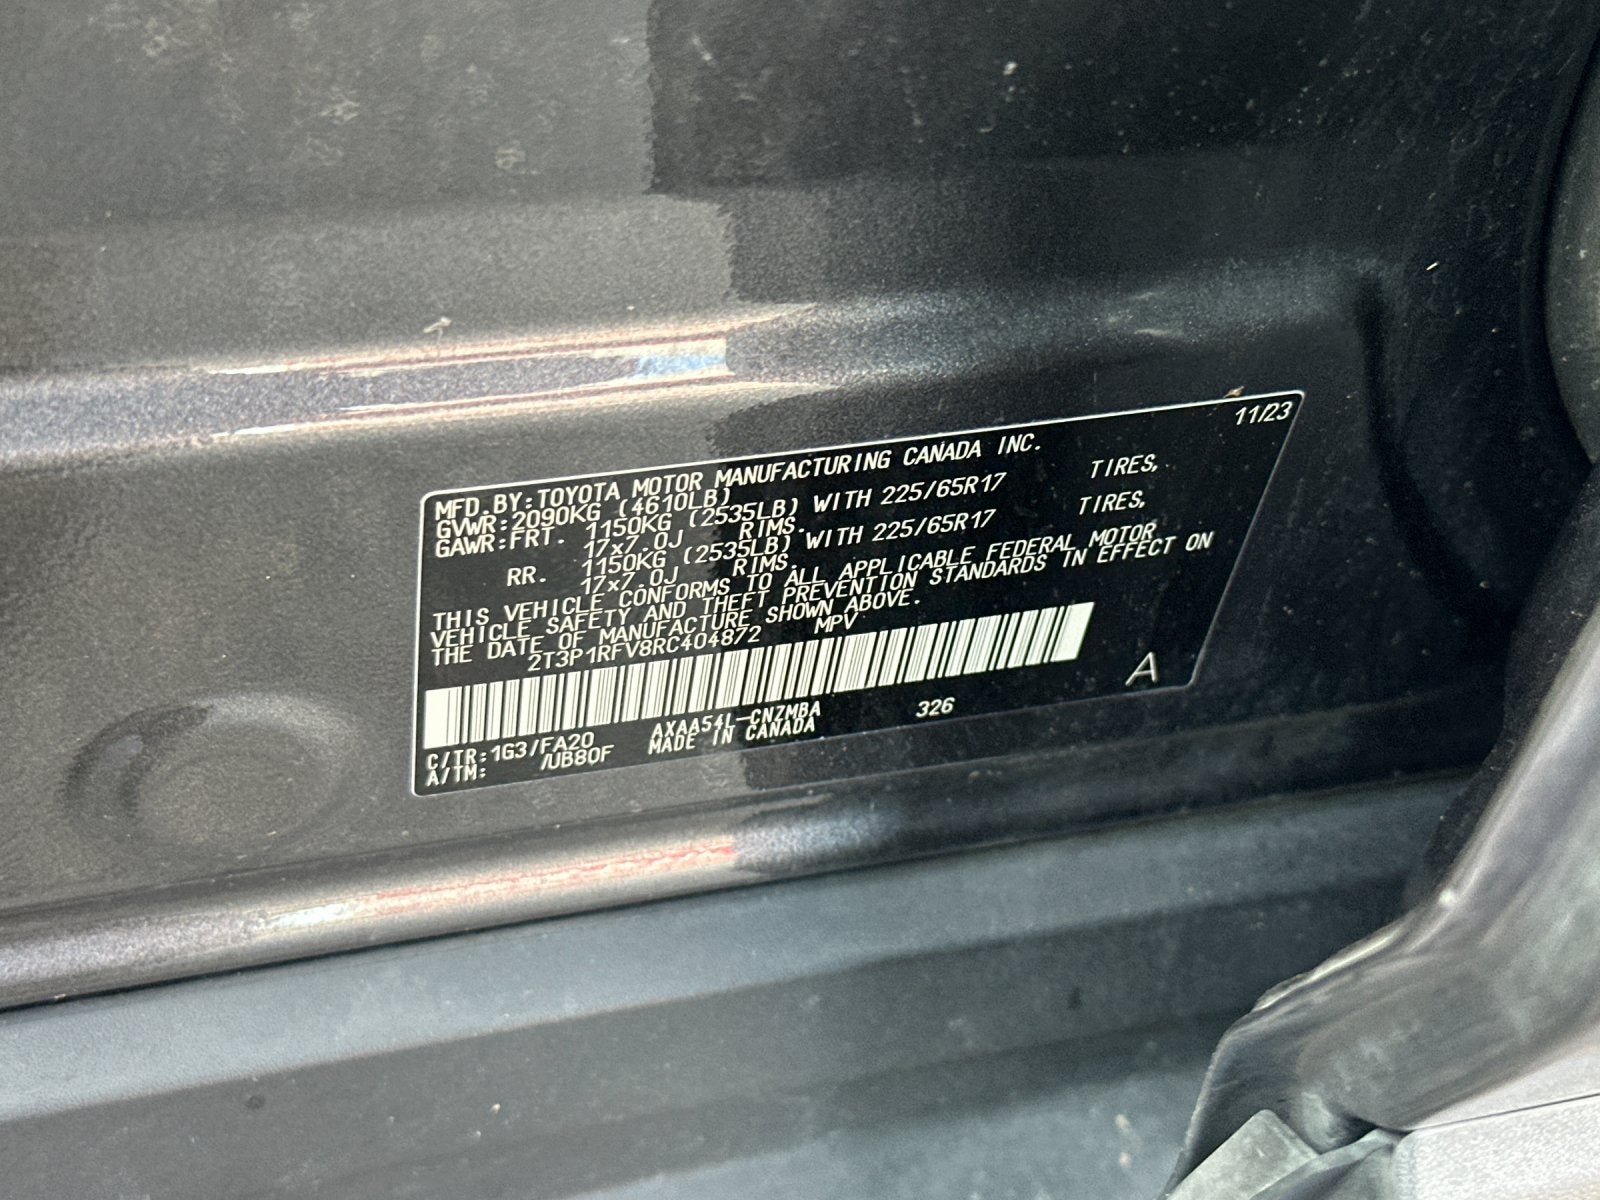 11/23
MFD.BY:TOYOTA MOTOR MANUFACTURING CANADA INC.
GVWR:2090KG (4610LB)
GAWR:FRT. 1150KG (2535LB) WITH 225/65R17 TIRES,
17x7.0J RIMS.
RR. 1150KG (2535LB) WITH 225/65R17 TIRES,
17x7.0J RIMS.
THIS VEHICLE CONFORMS TO ALL APPLICABLE FEDERAL MOTOR
VEHICLE SAFETY AND THEFT PREVENTION STANDARDS IN EFFECT ON
THE DATE OF MANUFACTURE SHOWN ABOVE.
2T3P1RFV8RC404872 MPV
A
C/TR:1G3/FA20 AXAA54L-CNZMBA 326
A/TM: /UB80F MADE IN CANADA